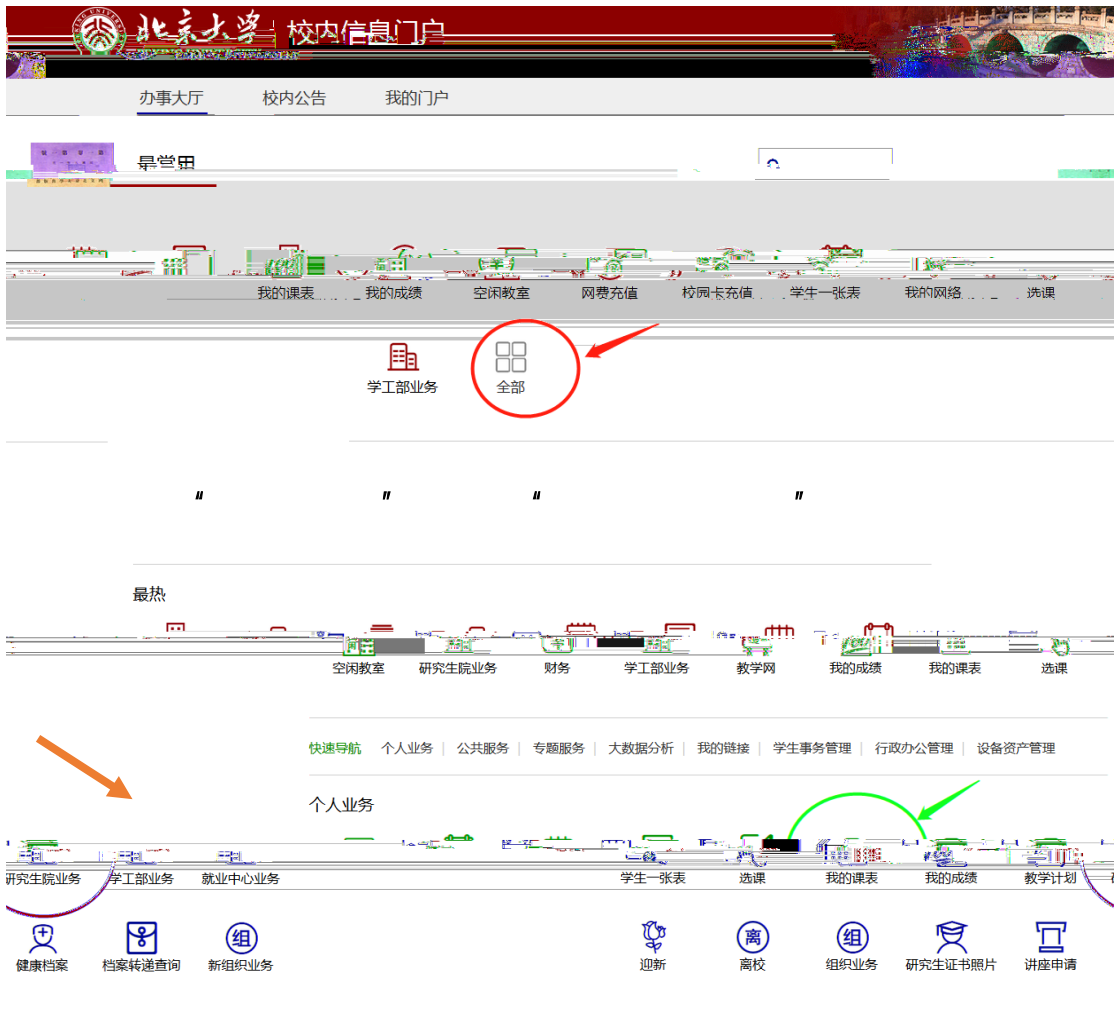 北京大学 校内信息门户
办事大厅 校内公告 我的门户
最常用
我的课表 我的成绩 空闲教室 网费充值 校园卡充值 学生一张表 我的网络 选课
学工部业务 全部
“ ” “ ”
最热
空闲教室 研究生院业务 财务 学工部业务 教学网 我的成绩 我的课表 选课
快速导航 个人业务 | 公共服务 | 专题服务 | 大数据分析 | 我的链接 | 学生事务管理 | 行政办公管理 | 设备资产管理
个人业务
研究生院业务 学工部业务 就业中心业务 学生一张表 选课 我的课表 我的成绩 教学计划
组 离 组
健康档案 档案转递查询 新组织业务 迎新 离校 组织业务 研究生证书照片 讲座申请